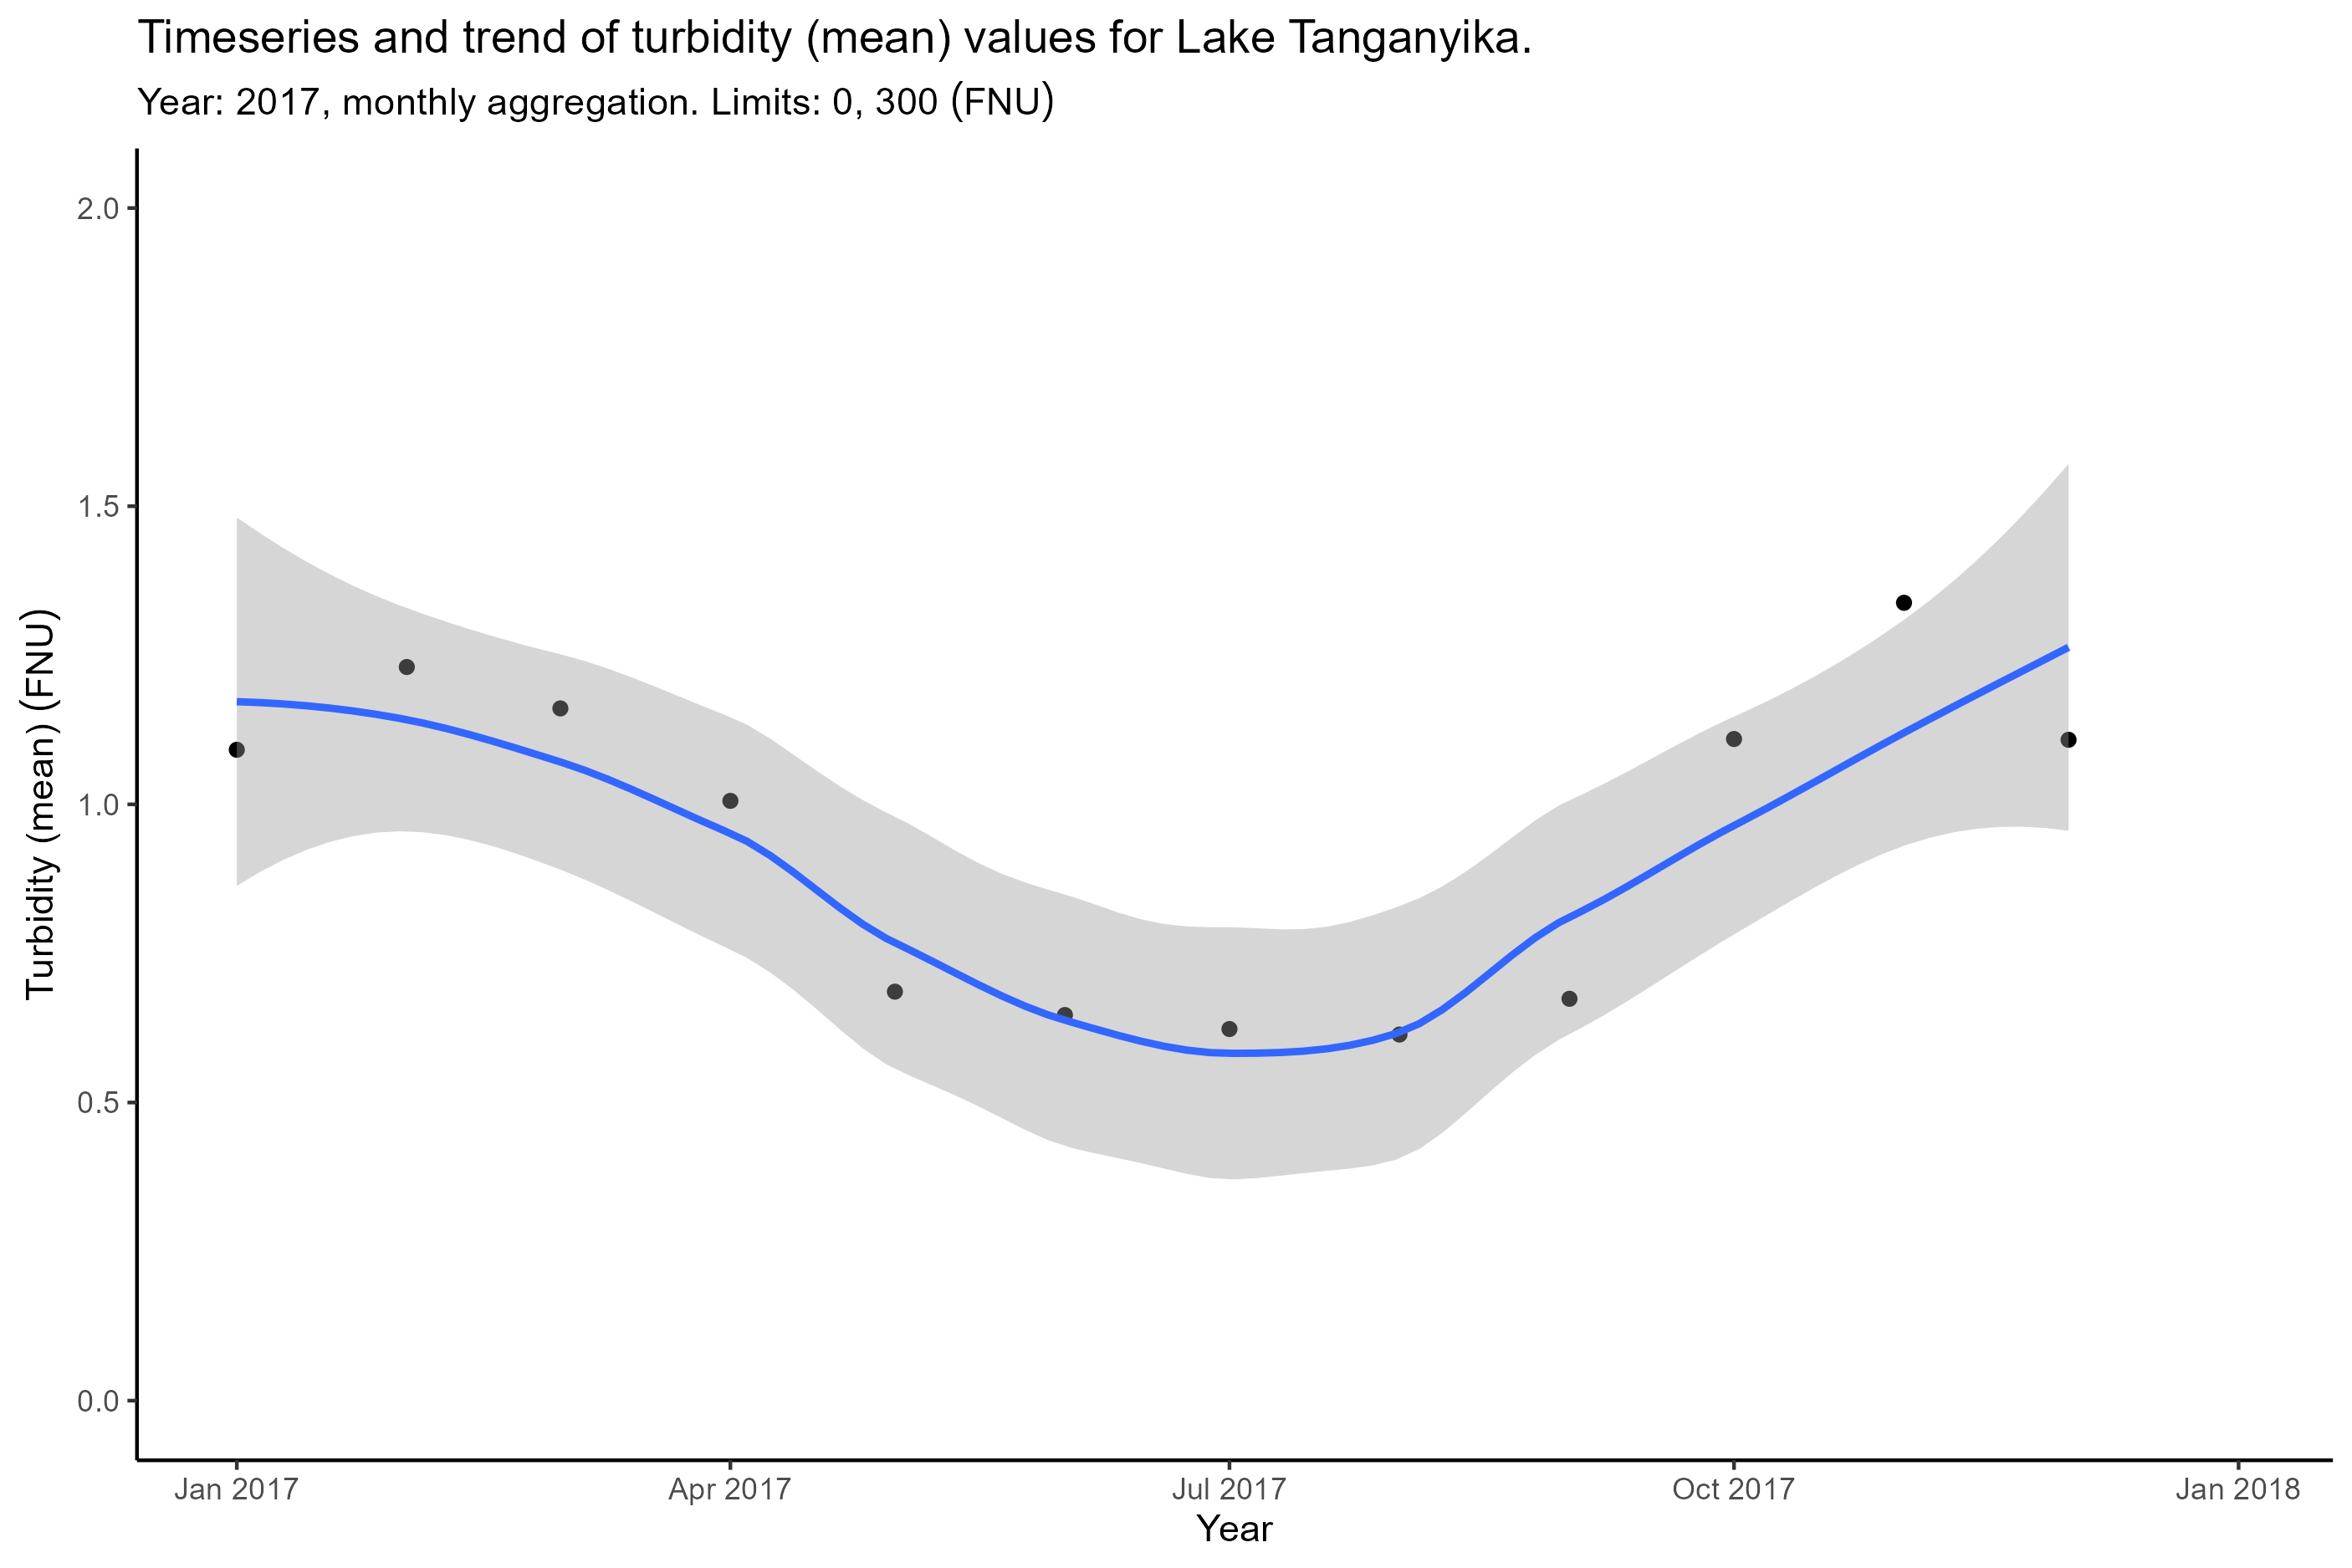 Timeseries and trend of turbidity (mean) values for Lake Tanganyika.
Year: 2017, monthly aggregation. Limits: 0, 300 (FNU)
Turbidity (mean) (FNU)
2.0
1.5
1.0
0.5
0.0
Jan 2017
Apr 2017
Jul 2017
Oct 2017
Jan 2018
Year